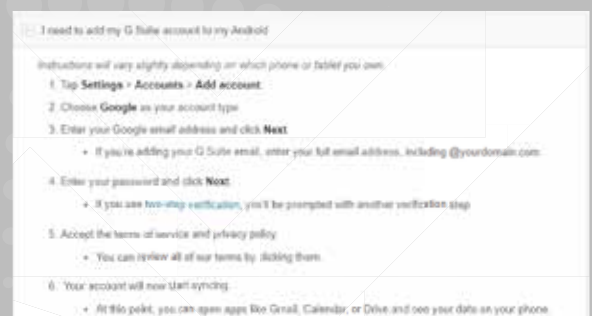 I need to add my G Suite account to my Android
Instructions will vary slightly depending on which phone or tablet you own.
1. Tap Settings > Accounts > Add account.
2. Choose Google as your account type.
3. Enter your Google email address and click Next.
• If you're adding your G Suite email, enter your full email address, including @yourdomain.com.
4. Enter your password and click Next.
• If you use two-step verification, you'll be prompted with another verification step.
5. Accept the terms of service and privacy policy.
• You can review all of our terms by clicking them.
6. Your account will now start syncing.
• At this point, you can open apps like Gmail, Calendar, or Drive and see your data on your phone.